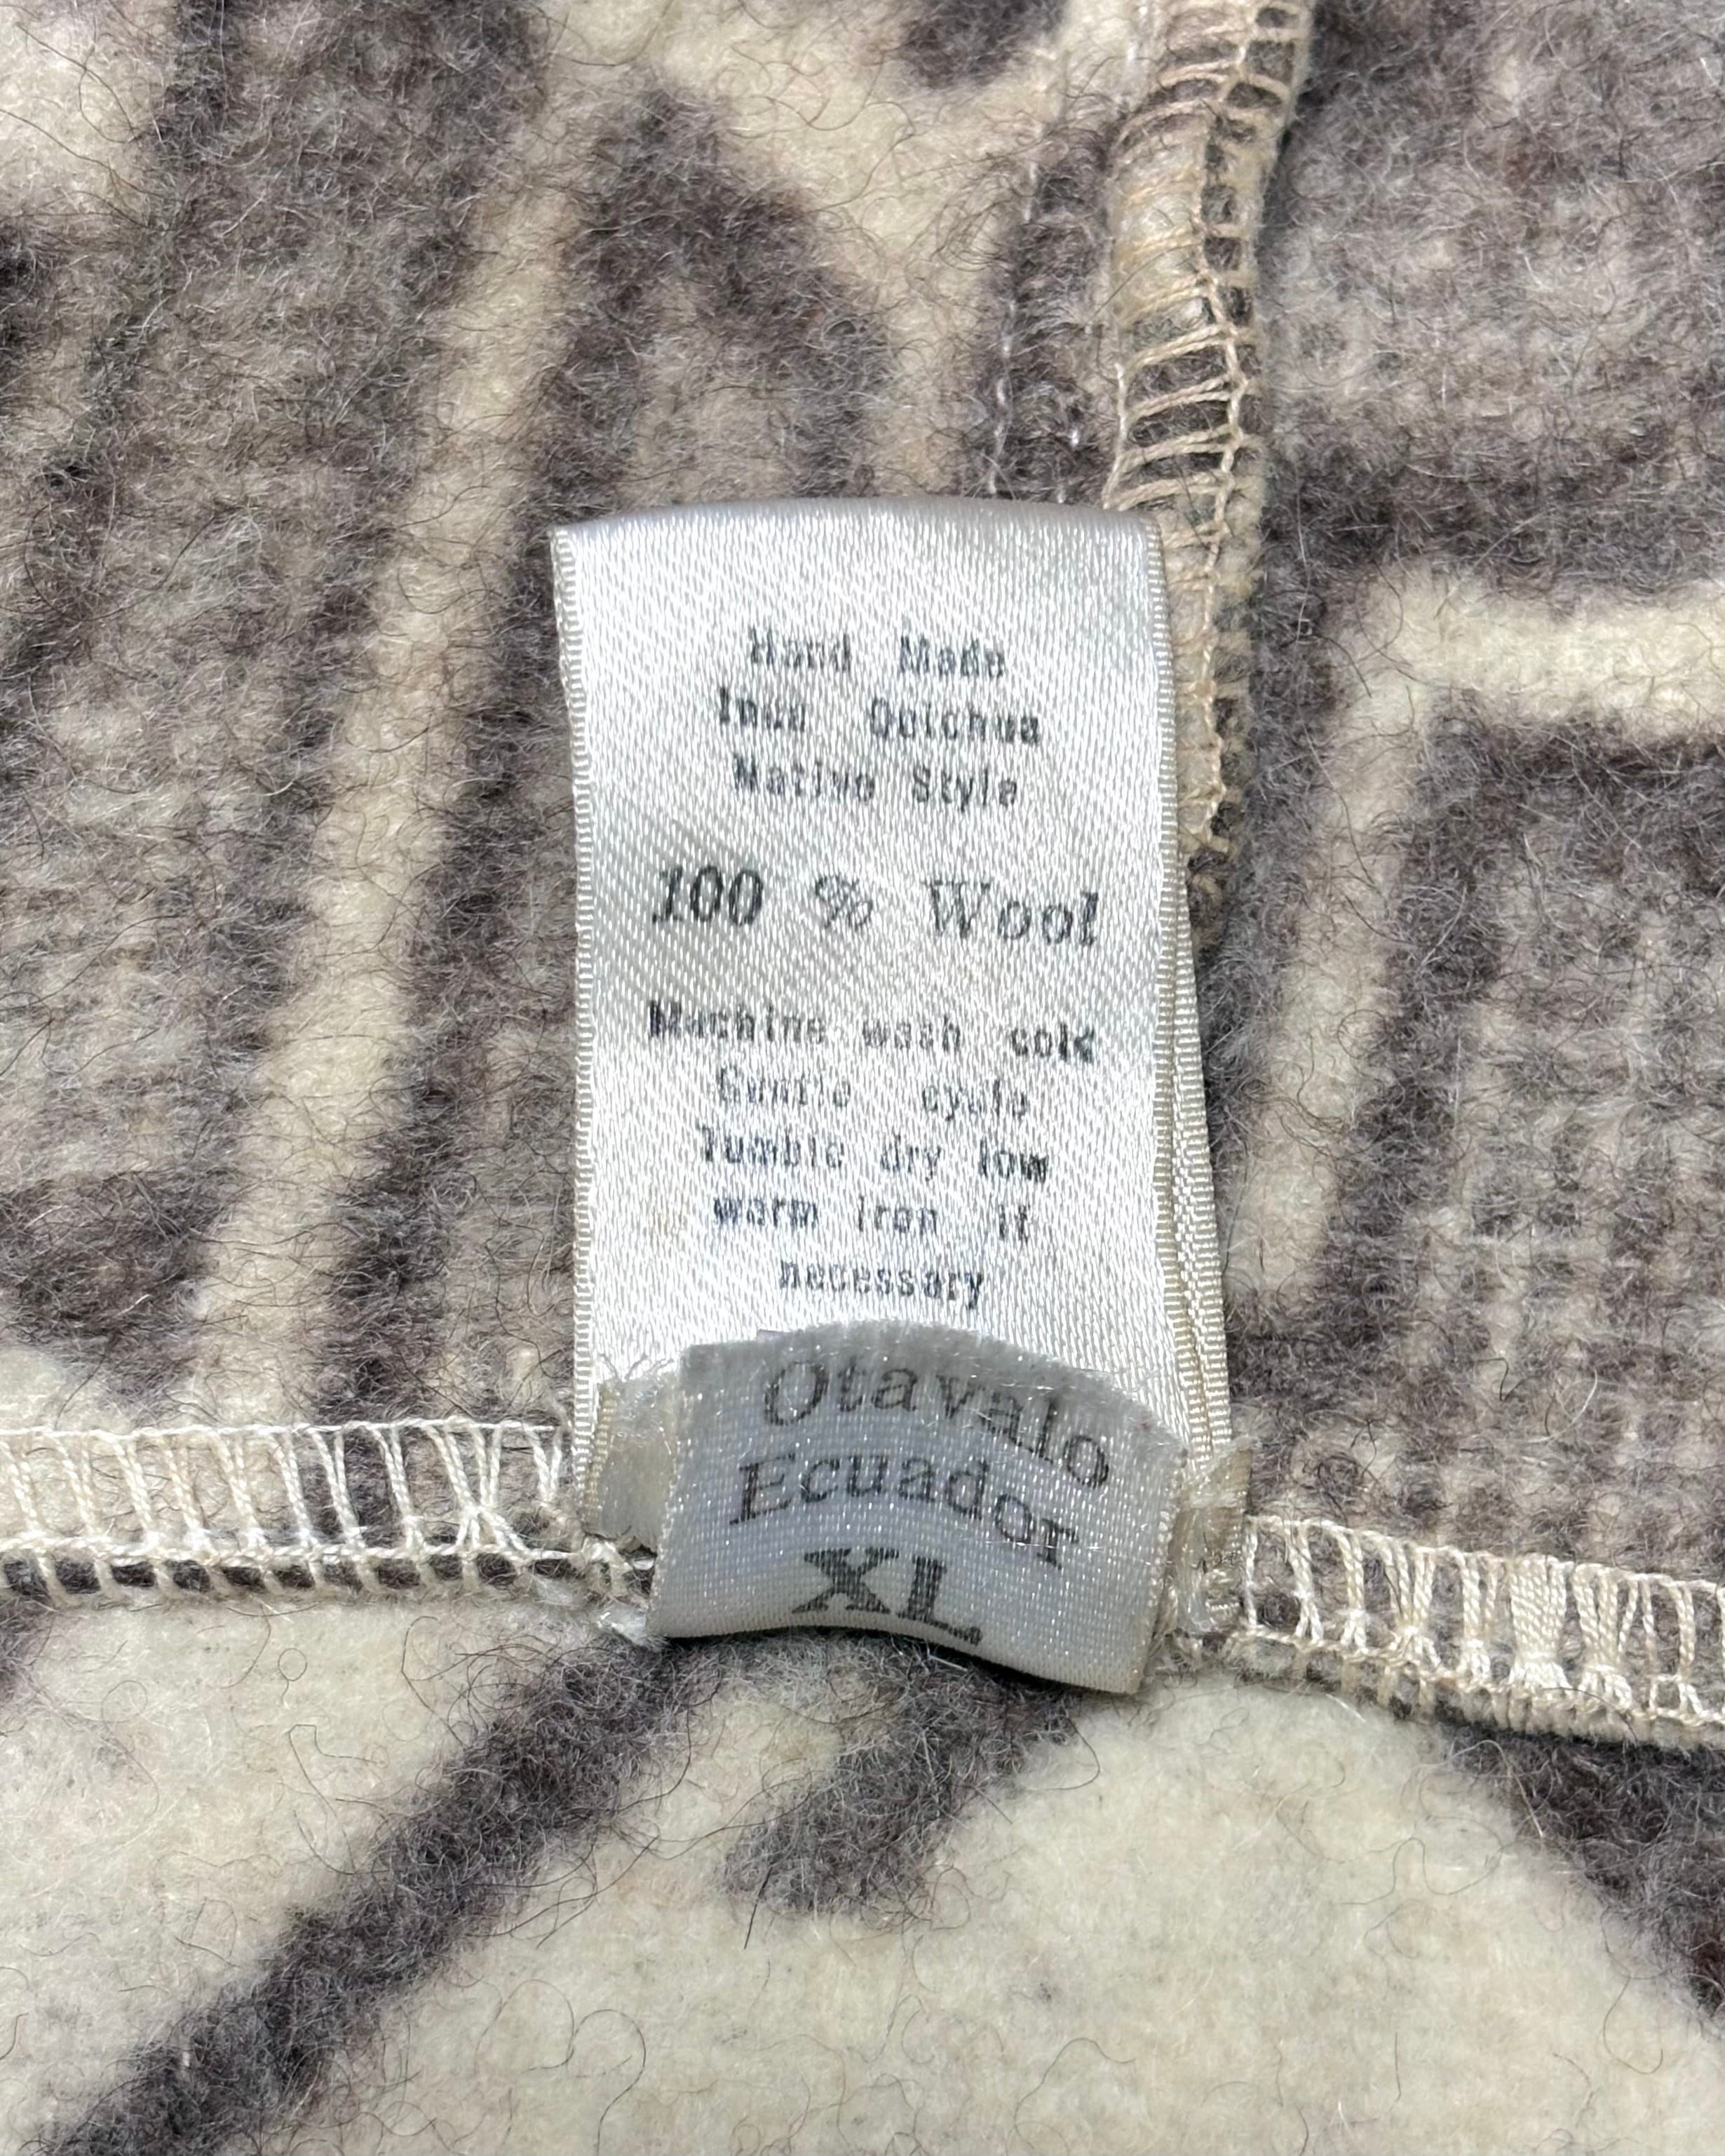 Hand Made
Inca Quichua
Native Style
100 % Wool
Machine wash cold
Gentle cycle
Tumble dry low
warm iron if
necessary
Otavalo
Ecuador
XL